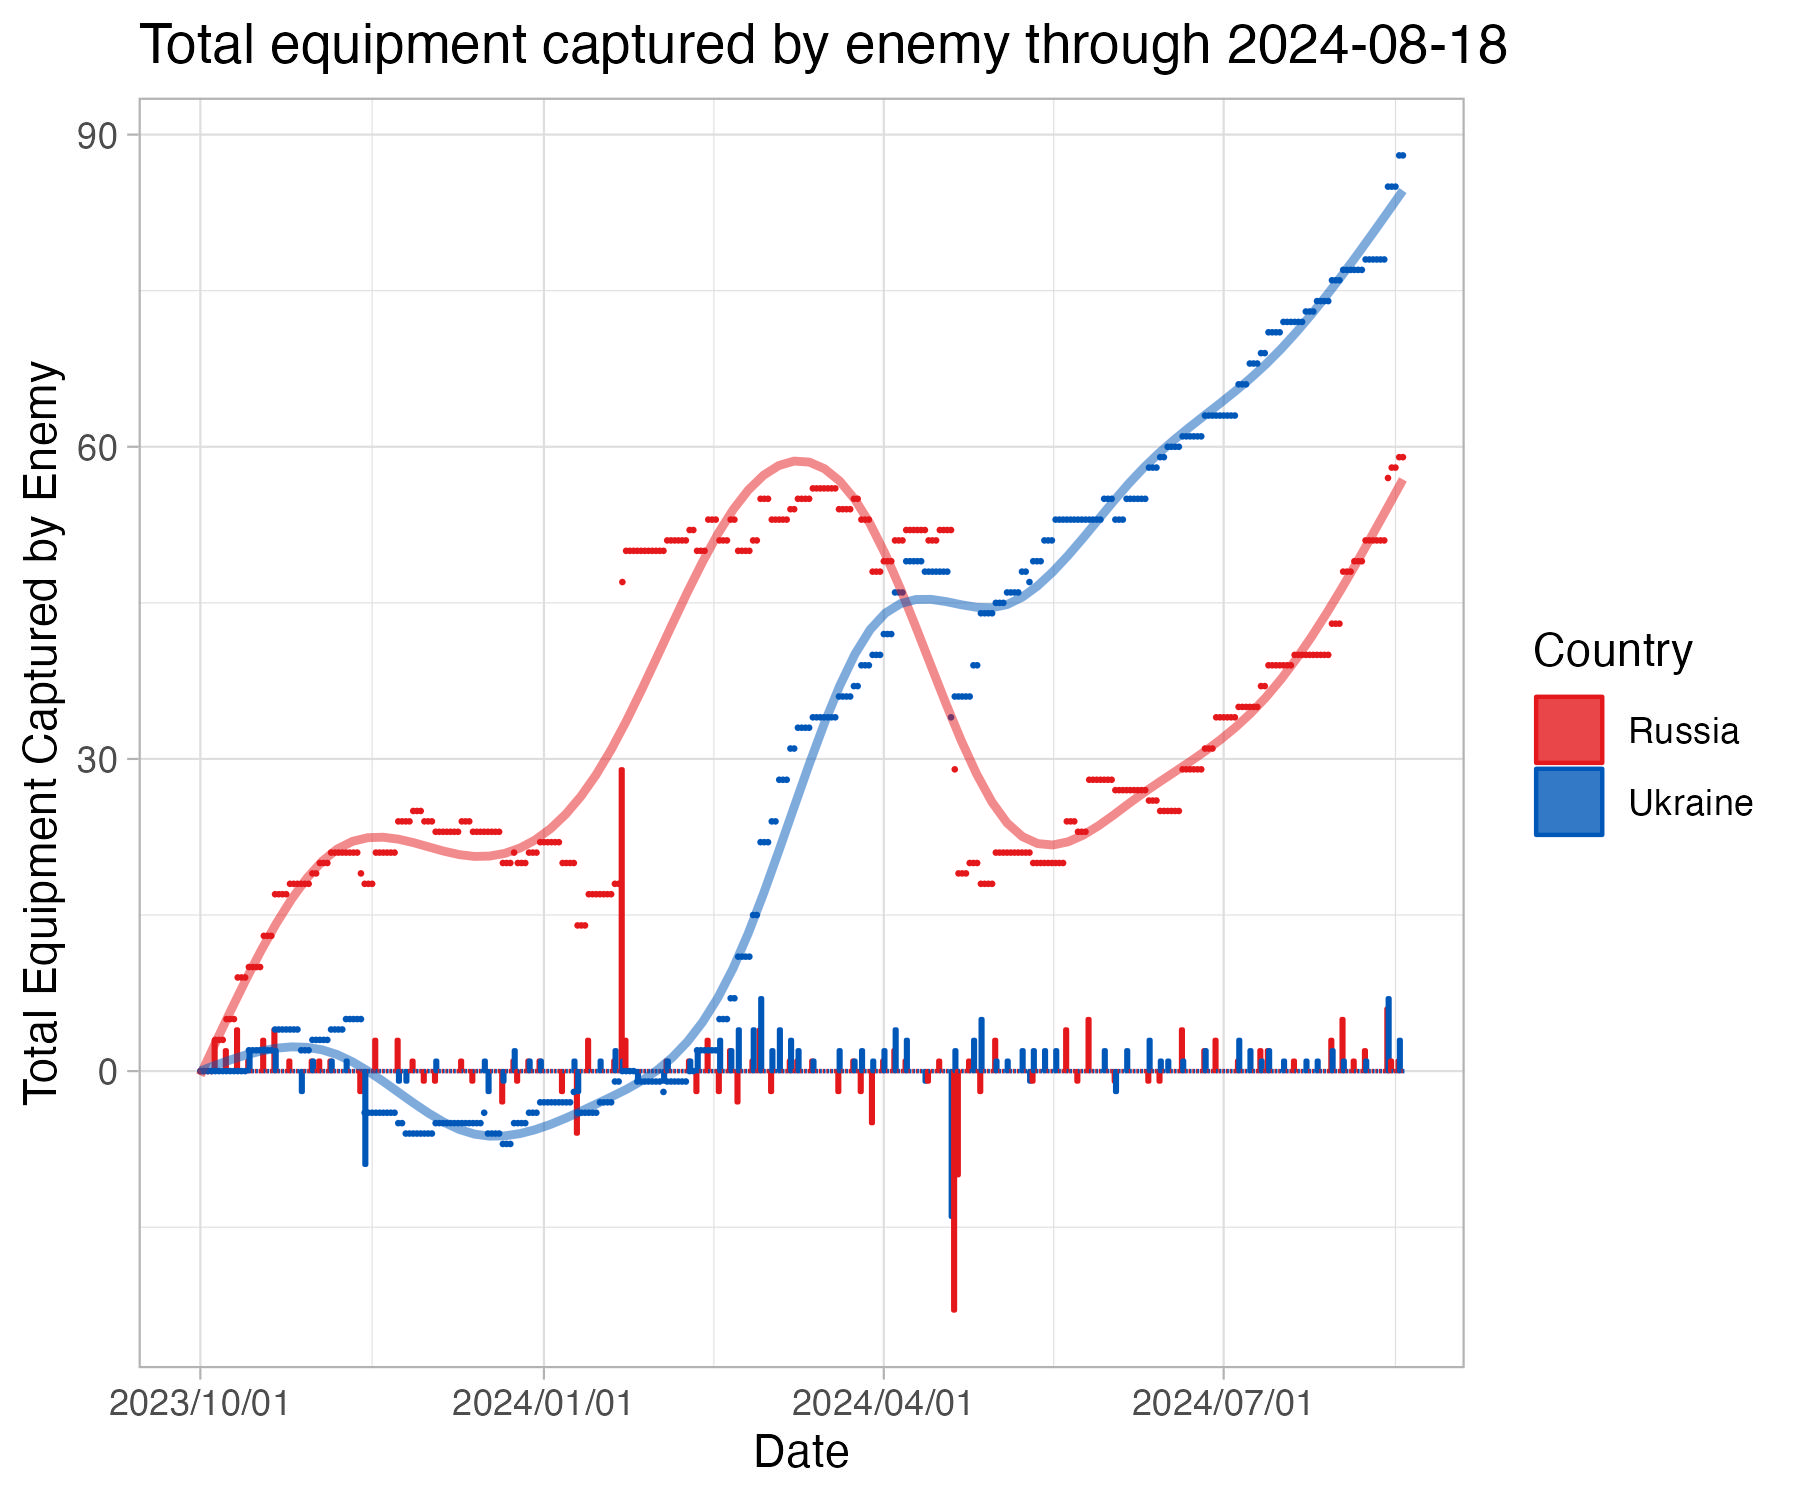 Total equipment captured by enemy through 2024-08-18
Total Equipment Captured by Enemy
90
60
30
0
2023/10/01
2024/01/01
2024/04/01
2024/07/01
Date
Country
Russia
Ukraine